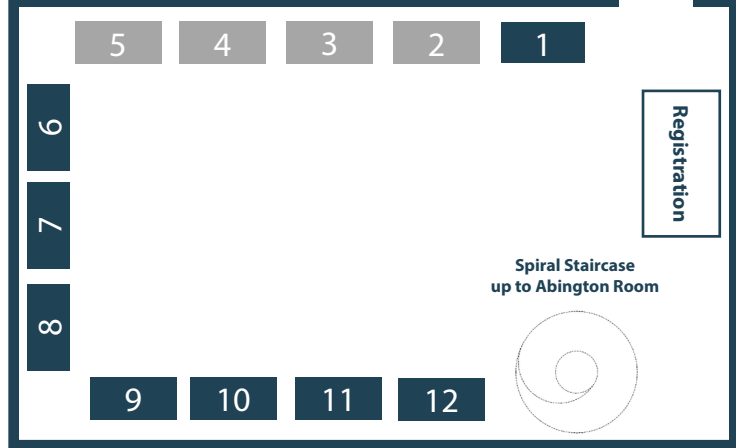 5 4 3 2 1
6
Registration
7
Spiral Staircase
up to Abington Room
8
9 10 11 12